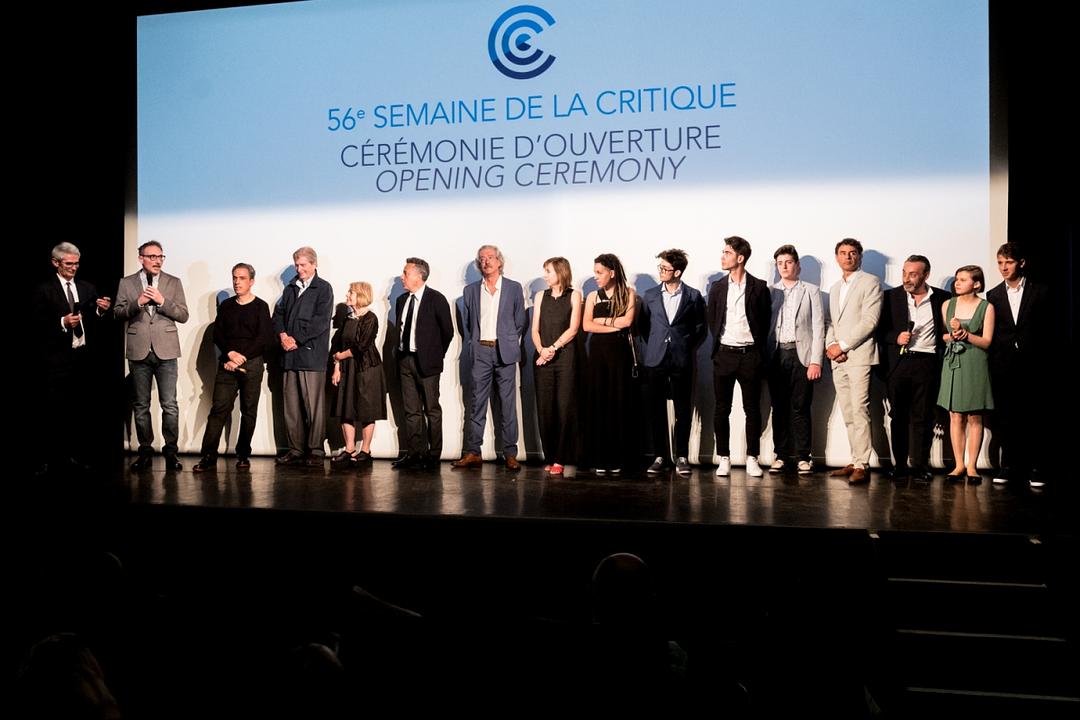 56e SEMAINE DE LA CRITIQUE
CÉRÉMONIE D'OUVERTURE
OPENING CEREMONY